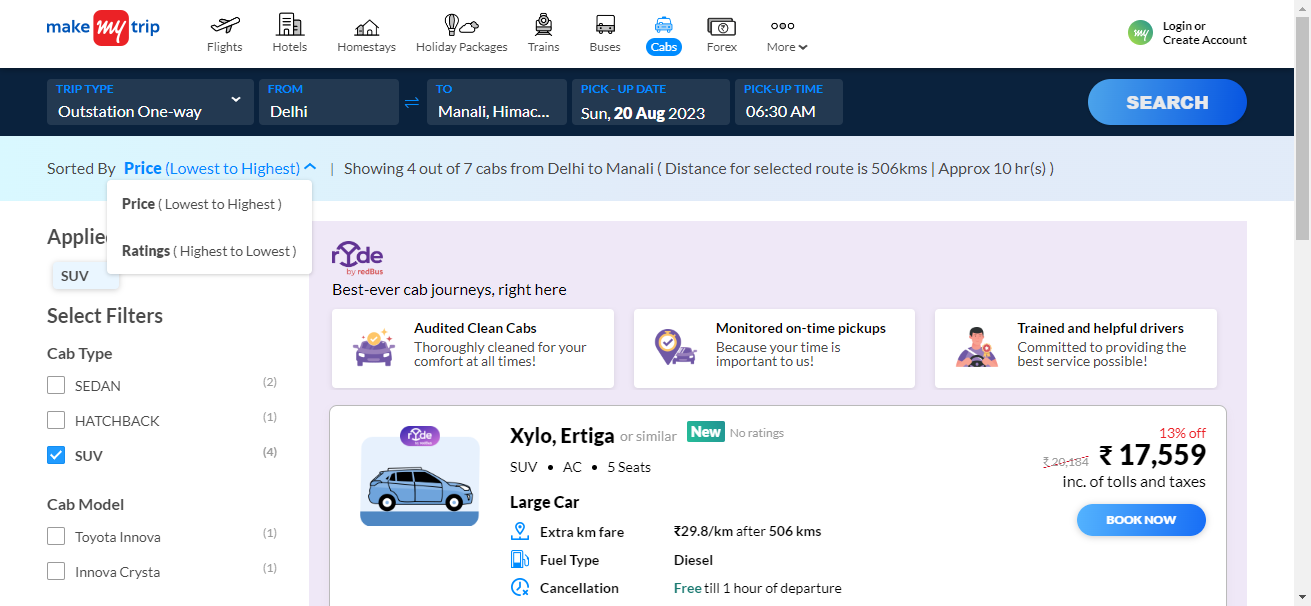 make my trip
Flights
Hotels
Homestays
Holiday Packages
Trains
Buses
Cabs
Forex
More
my
Login or
Create Account
TRIP TYPE
Outstation One-way
FROM
Delhi
TO
Manali, Himac...
PICK - UP DATE
Sun, 20 Aug 2023
PICK-UP TIME
06:30 AM
SEARCH
Sorted By Price (Lowest to Highest) | Showing 4 out of 7 cabs from Delhi to Manali ( Distance for selected route is 506kms | Approx 10 hr(s) )
Price ( Lowest to Highest )
Ratings ( Highest to Lowest )
Applie
SUV
Select Filters
Cab Type
SEDAN (2)
HATCHBACK (1)
SUV (4)
Cab Model
Toyota Innova (1)
Innova Crysta (1)
rYde
by redBus
Best-ever cab journeys, right here
Audited Clean Cabs
Thoroughly cleaned for your
comfort at all times!
Monitored on-time pickups
Because your time is
important to us!
Trained and helpful drivers
Committed to providing the
best service possible!
rYde
by redBus
Xylo, Ertiga or similar New No ratings
SUV • AC • 5 Seats
Large Car
Extra km fare ₹29.8/km after 506 kms
Fuel Type Diesel
Cancellation Free till 1 hour of departure
13% off
₹ 20,184 ₹ 17,559
inc. of tolls and taxes
BOOK NOW